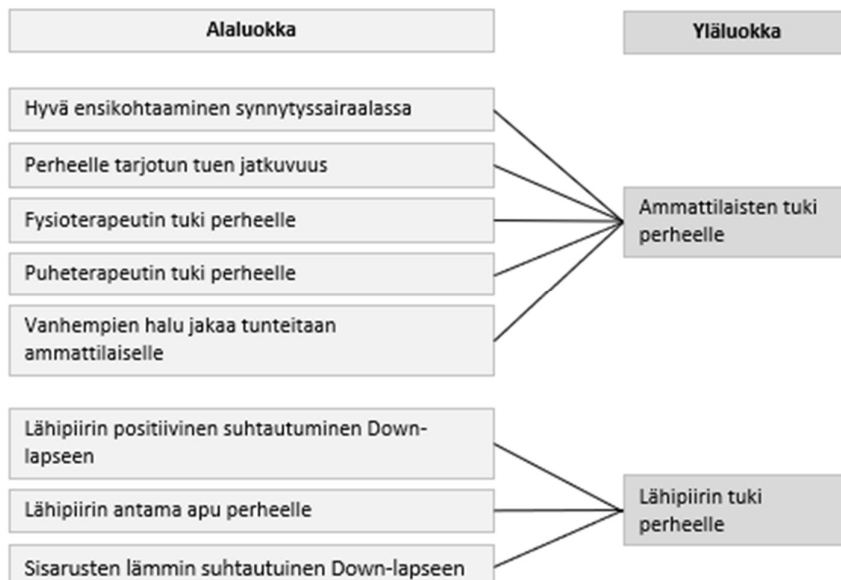 Alaluokka
Yläluokka
Hyvä ensikohtaaminen synnytyssairaalassa
Perheelle tarjotun tuen jatkuvuus
Fysioterapeutin tuki perheelle
Puheterapeutin tuki perheelle
Vanhempien halu jakaa tunteitaan
ammattilaiselle
Ammattilaisten tuki
perheelle
Lähipiirin positiivinen suhtautuminen Down-
lapseen
Lähipiirin antama apu perheelle
Sisarusten lämmin suhtautuinen Down-lapseen
Lähipiirin tuki
perheelle